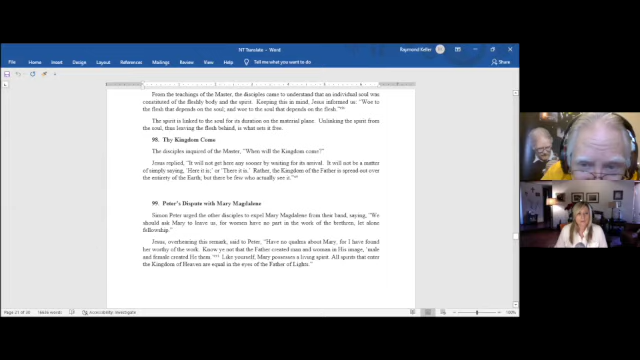 NT Translate - Word
Raymond Keller
File Home Insert Design Layout References Mailings Review View Help Tell me what you want to do
Share
From the teachings of the Master, the disciples came to understand that an individual soul was
constituted of the fleshly body and the spirit. Keeping this in mind, Jesus informed us: "Woe to
the flesh that depends on the soul; and woe to the soul that depends on the flesh."
The spirit is linked to the soul for its duration on the material plane. Unlinking the spirit from
the soul, thus leaving the flesh behind, is what sets it free.
98. Thy Kingdom Come
The disciples inquired of the Master, "When will the Kingdom come?"
Jesus replied, "It will not get here any sooner by waiting for its arrival. It will not be a matter
of simply saying, 'Here it is;' or 'There it is.' Rather, the Kingdom of the Father is spread out over
the entirety of the Earth, but there be few who actually see it."
99. Peter's Dispute with Mary Magdalene
Simon Peter urged the other disciples to expel Mary Magdalene from their band, saying, "We
should ask Mary to leave us, for women have no part in the work of the brethren, let alone
fellowship."
Jesus, overhearing this remark, said to Peter, "Have no qualms about Mary, for I have found
her worthy of the work. Know ye not that the Father created man and woman in His image, 'male
and female created He them.' Like yourself, Mary possesses a living spirit. All spirits that enter
the Kingdom of Heaven are equal in the eyes of the Father of Lights."
words Accessibility: Investigate
100%